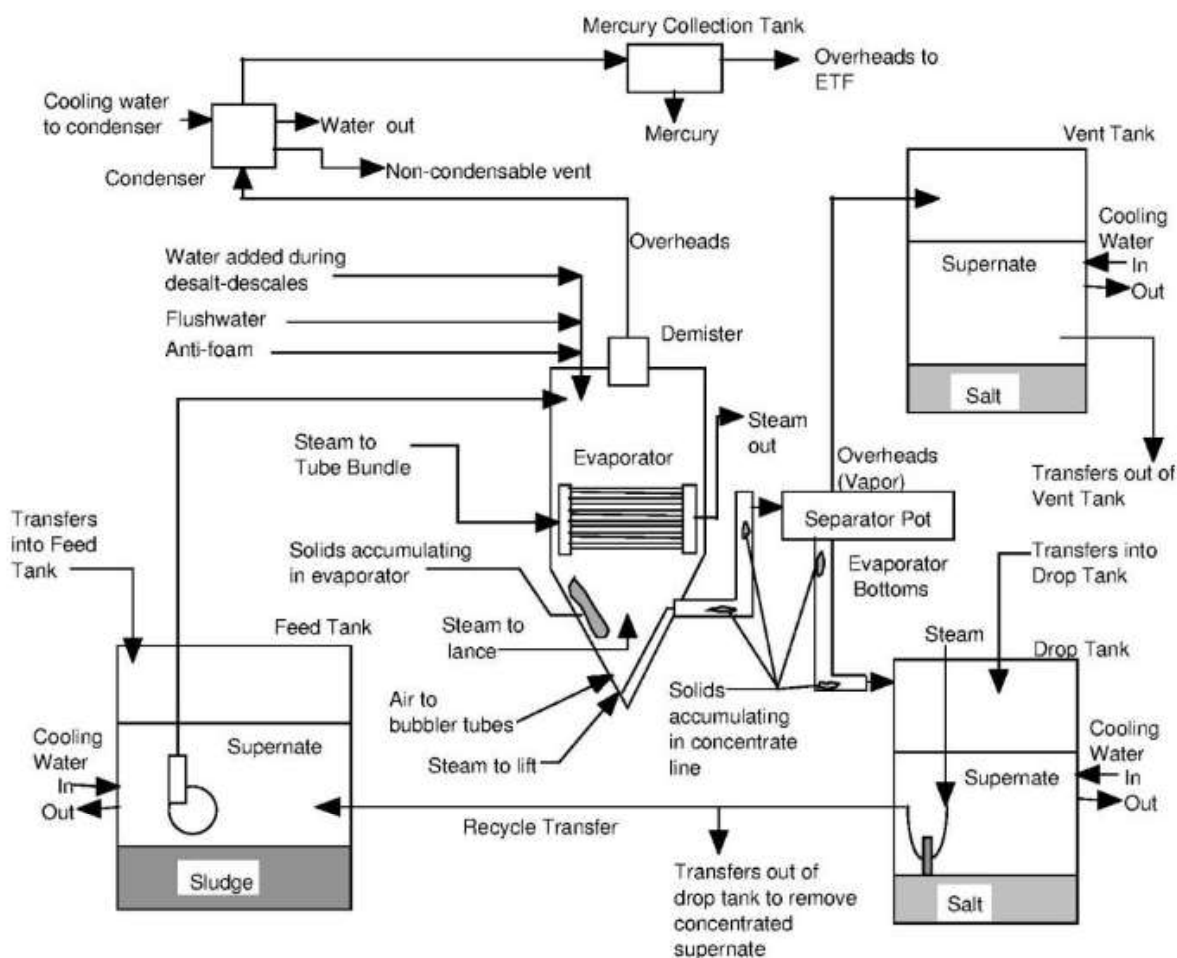 Mercury Collection Tank
Overheads to
ETF
Mercury
Cooling water
to condenser
Water out
Non-condensable vent
Condenser
Vent Tank
Cooling
Water
In
Out
Supernate
Salt
Transfers out of
Vent Tank
Overheads
Water added during
desalt-descales
Flushwater
Anti-foam
Demister
Steam
out
Steam to
Tube Bundle
Evaporator
Overheads
(Vapor)
Separator Pot
Evaporator
Bottoms
Transfers into
Drop Tank
Transfers
into Feed
Tank
Solids accumulating
in evaporator
Steam to
lance
Feed Tank
Steam
Drop Tank
Air to
bubbler tubes
Steam to lift
Solids
accumulating
in concentrate
line
Cooling
Water
In
Out
Supernate
Sludge
Recycle Transfer
Transfers out of
drop tank to remove
concentrated
supernate
Supernate
Cooling
Water
In
Out
Salt